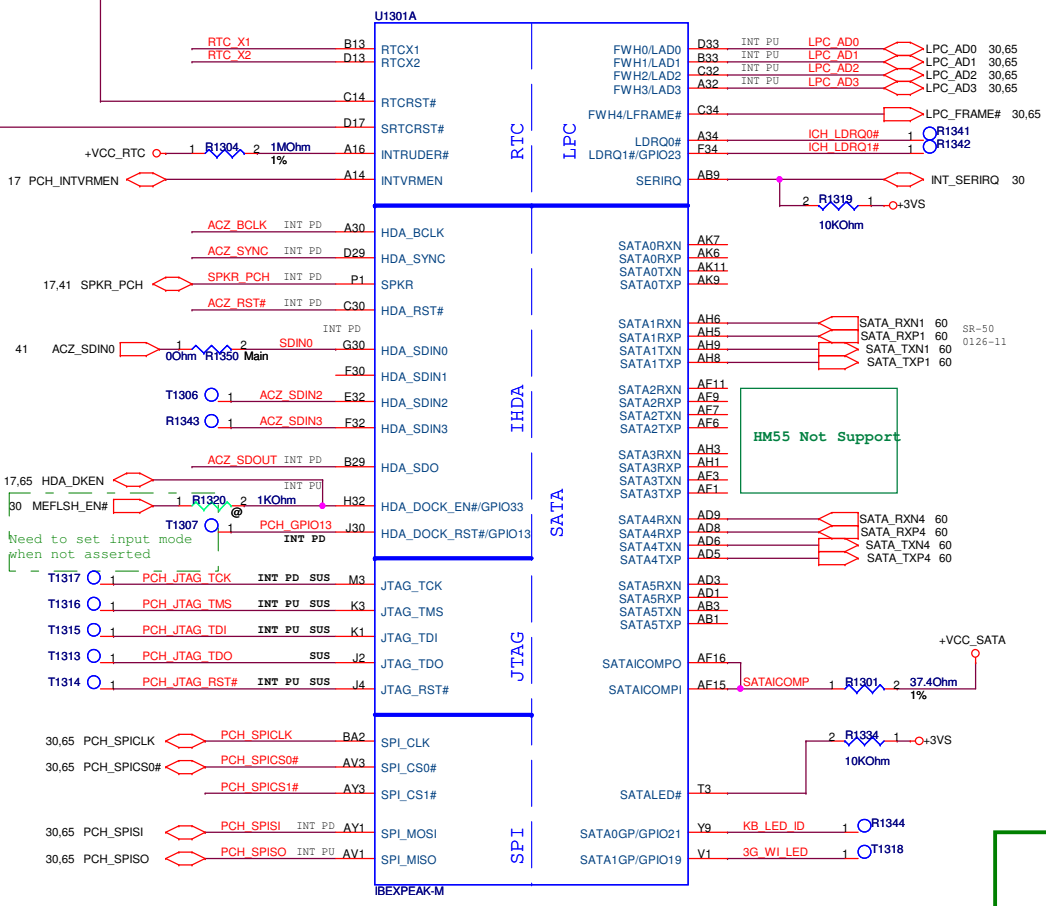 U1301A
RTC_X1 B13 RTCX1 FWH0/LAD0 D33 INT PU LPC_AD0 LPC_AD0 30,65
RTC_X2 D13 RTCX2 FWH1/LAD1 B33 INT PU LPC_AD1 LPC_AD1 30,65
FWH2/LAD2 C32 INT PU LPC_AD2 LPC_AD2 30,65
FWH3/LAD3 A32 INT PU LPC_AD3 LPC_AD3 30,65
C14 RTCRST#
FWH4/LFRAME# C34 LPC_FRAME# 30,65
D17 SRTCRST#
LDRQ0# A34 ICH_LDRQ0# 1 R1341
+VCC_RTC 1 R1304 2 1MOhm A16 INTRUDER# LDRQ1#/GPIO23 F34 ICH_LDRQ1# 1 R1342
1%
RTC LPC
17 PCH_INTVRMEN A14 INTVRMEN SERIRQ AB9 INT_SERIRQ 30
2 R1319 1 +3VS
10KOhm
ACZ_BCLK INT PD A30 HDA_BCLK
SATA0RXN AK7
ACZ_SYNC INT PD D29 HDA_SYNC SATA0RXP AK6
SATA0TXN AK11
17,41 SPKR_PCH SPKR_PCH INT PD P1 SPKR SATA0TXP AK9
ACZ_RST# INT PD C30 HDA_RST#
SATA1RXN AH6 SATA_RXN1 60
INT PD SATA1RXP AH5 SATA_RXP1 60 SR-50
41 ACZ_SDIN0 1 0Ohm R1350 2 Main SDIN0 G30 HDA_SDIN0 SATA1TXN AH9 SATA_TXN1 60 0126-11
SATA1TXP AH8 SATA_TXP1 60
F30 HDA_SDIN1
SATA2RXN AF11
T1306 1 ACZ_SDIN2 E32 HDA_SDIN2 SATA2RXP AF9
SATA2TXN AF7
R1343 1 ACZ_SDIN3 F32 HDA_SDIN3 SATA2TXP AF6
IHDA
HM55 Not Support
SATA3RXN AH3
ACZ_SDOUT INT PD B29 HDA_SDO SATA3RXP AH1
SATA3TXN AF3
17,65 HDA_DKEN INT PU SATA3TXP AF1
30 MEFLSH_EN# 1 R1320 2 1KOhm H32 HDA_DOCK_EN#/GPIO33
@
SATA
SATA4RXN AD9 SATA_RXN4 60
T1307 1 PCH_GPIO13 J30 HDA_DOCK_RST#/GPIO13 SATA4RXP AD8 SATA_RXP4 60
INT PD SATA4TXN AD6 SATA_TXN4 60
Need to set input mode
when not asserted
SATA4TXP AD5 SATA_TXP4 60
T1317 1 PCH_JTAG_TCK INT PD SUS M3 JTAG_TCK SATA5RXN AD3
SATA5RXP AD1
T1316 1 PCH_JTAG_TMS INT PU SUS K3 JTAG_TMS SATA5TXN AB3
SATA5TXP AB1
T1315 1 PCH_JTAG_TDI INT PU SUS K1 JTAG_TDI
+VCC_SATA
T1313 1 PCH_JTAG_TDO SUS J2 JTAG_TDO SATAICOMPO AF16
JTAG
T1314 1 PCH_JTAG_RST# INT PU SUS J4 JTAG_RST# SATAICOMPI AF15 SATAICOMP 1 R1301 2 37.4Ohm
1%
30,65 PCH_SPICLK PCH_SPICLK BA2 SPI_CLK 2 R1334 1 +3VS
10KOhm
30,65 PCH_SPICS0# PCH_SPICS0# AV3 SPI_CS0#
PCH_SPICS1# AY3 SPI_CS1# SATALED# T3
30,65 PCH_SPISI PCH_SPISI INT PD AY1 SPI_MOSI SATA0GP/GPIO21 Y9 KB_LED_ID 1 R1344
SPI
30,65 PCH_SPISO PCH_SPISO INT PU AV1 SPI_MISO SATA1GP/GPIO19 V1 3G_WI_LED 1 T1318
IBEXPEAK-M